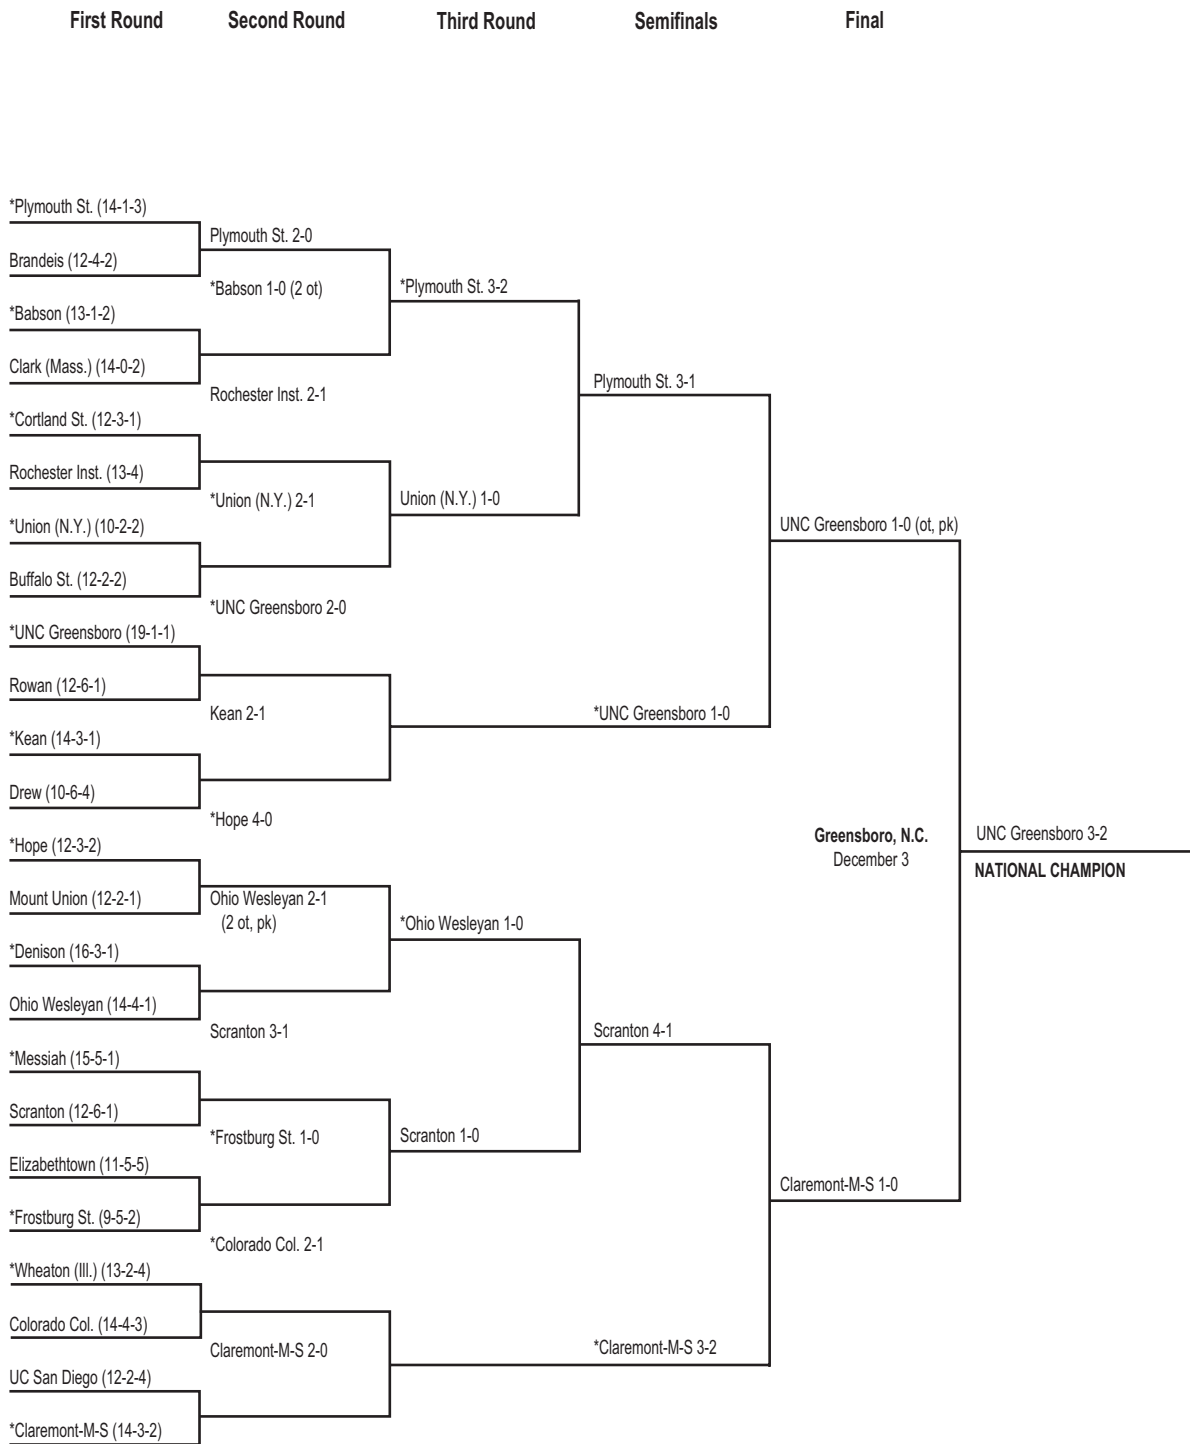 First Round
Second Round
Third Round
Semifinals
Final
*Plymouth St. (14-1-3)
Brandeis (12-4-2)
*Babson (13-1-2)
Clark (Mass.) (14-0-2)
*Cortland St. (12-3-1)
Rochester Inst. (13-4)
*Union (N.Y.) (10-2-2)
Buffalo St. (12-2-2)
*UNC Greensboro (19-1-1)
Rowan (12-6-1)
*Kean (14-3-1)
Drew (10-6-4)
*Hope (12-3-2)
Mount Union (12-2-1)
*Denison (16-3-1)
Ohio Wesleyan (14-4-1)
*Messiah (15-5-1)
Scranton (12-6-1)
Elizabethtown (11-5-5)
*Frostburg St. (9-5-2)
*Wheaton (Ill.) (13-2-4)
Colorado Col. (14-4-3)
UC San Diego (12-2-4)
*Claremont-M-S (14-3-2)
Plymouth St. 2-0
*Babson 1-0 (2 ot)
Rochester Inst. 2-1
*Union (N.Y.) 2-1
*UNC Greensboro 2-0
Kean 2-1
*Hope 4-0
Ohio Wesleyan 2-1
(2 ot, pk)
Scranton 3-1
*Frostburg St. 1-0
*Colorado Col. 2-1
Claremont-M-S 2-0
*Plymouth St. 3-2
Union (N.Y.) 1-0
*Ohio Wesleyan 1-0
Scranton 1-0
Plymouth St. 3-1
*UNC Greensboro 1-0
Scranton 4-1
*Claremont-M-S 3-2
UNC Greensboro 1-0 (ot, pk)
Claremont-M-S 1-0
Greensboro, N.C.
December 3
UNC Greensboro 3-2
NATIONAL CHAMPION